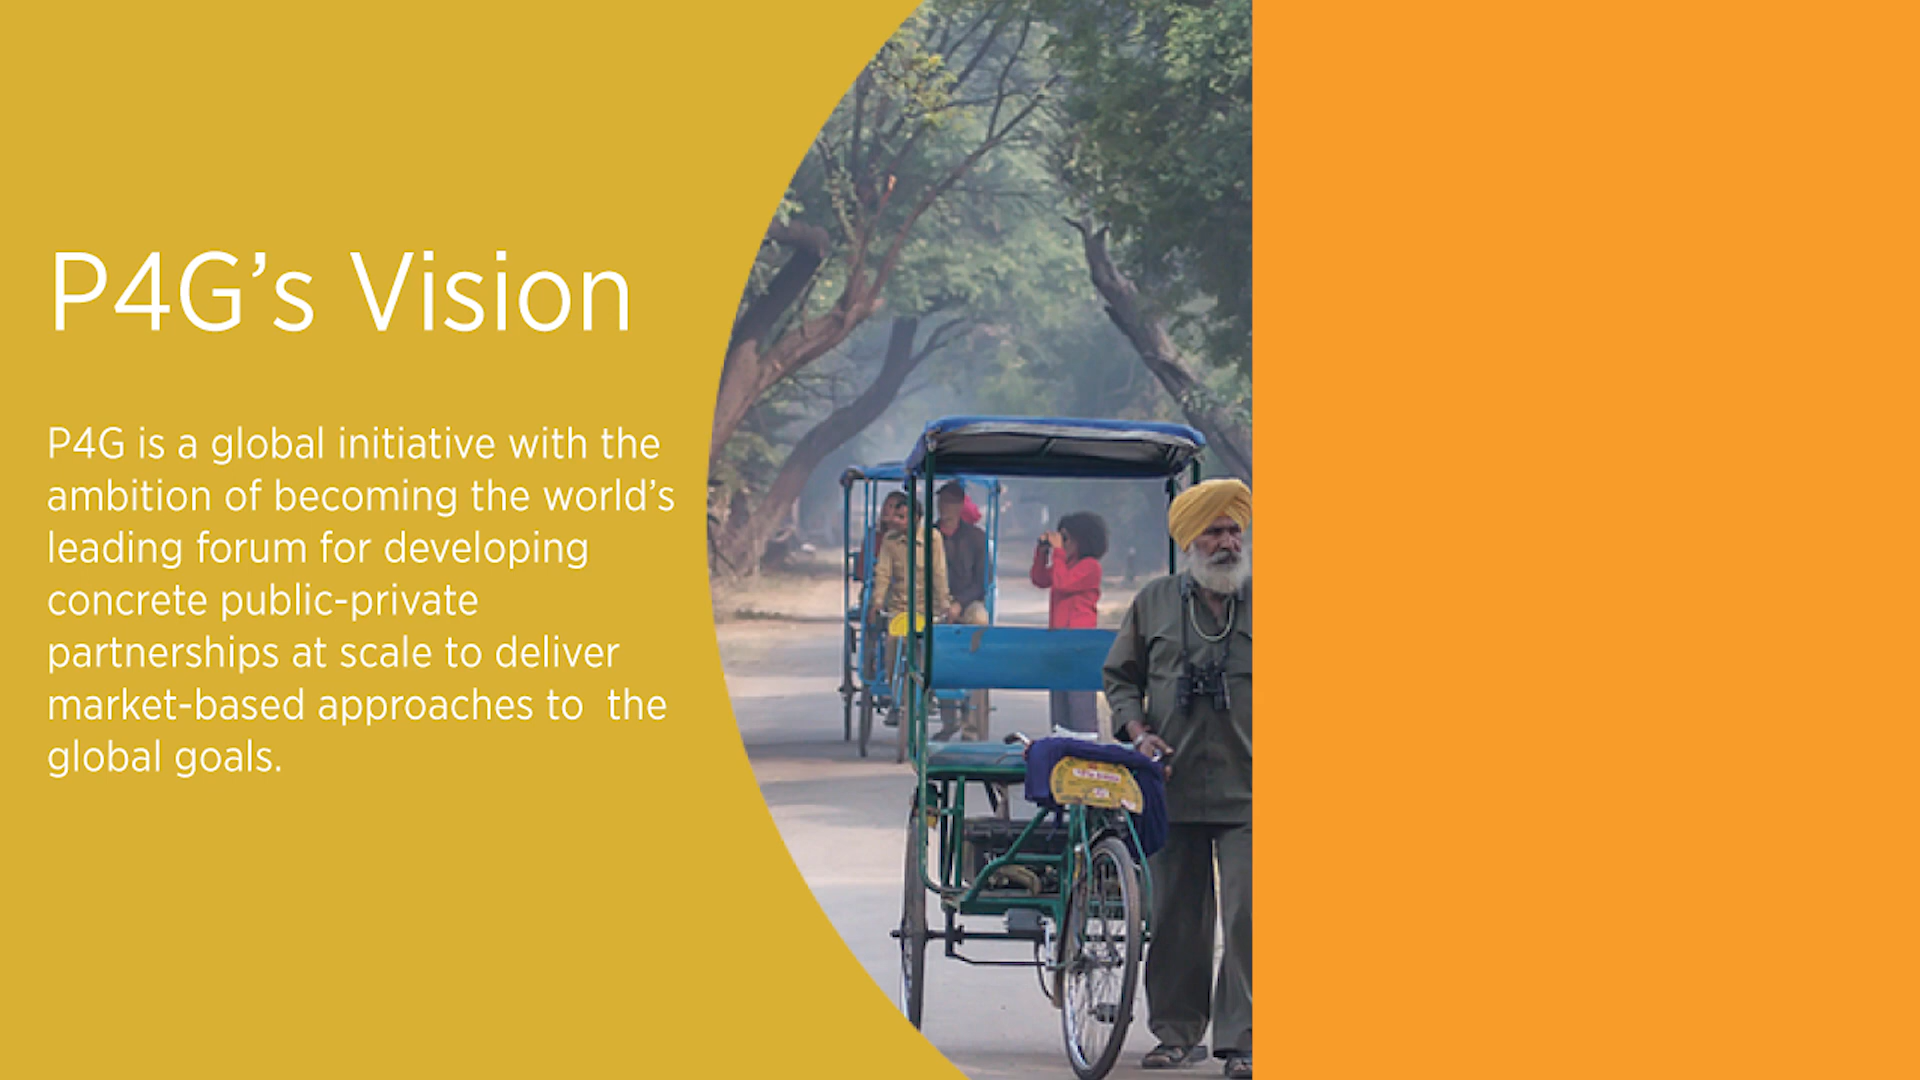 P4G’s Vision
P4G is a global initiative with the
ambition of becoming the world’s
leading forum for developing
concrete public-private
partnerships at scale to deliver
market-based approaches to  the
global goals.